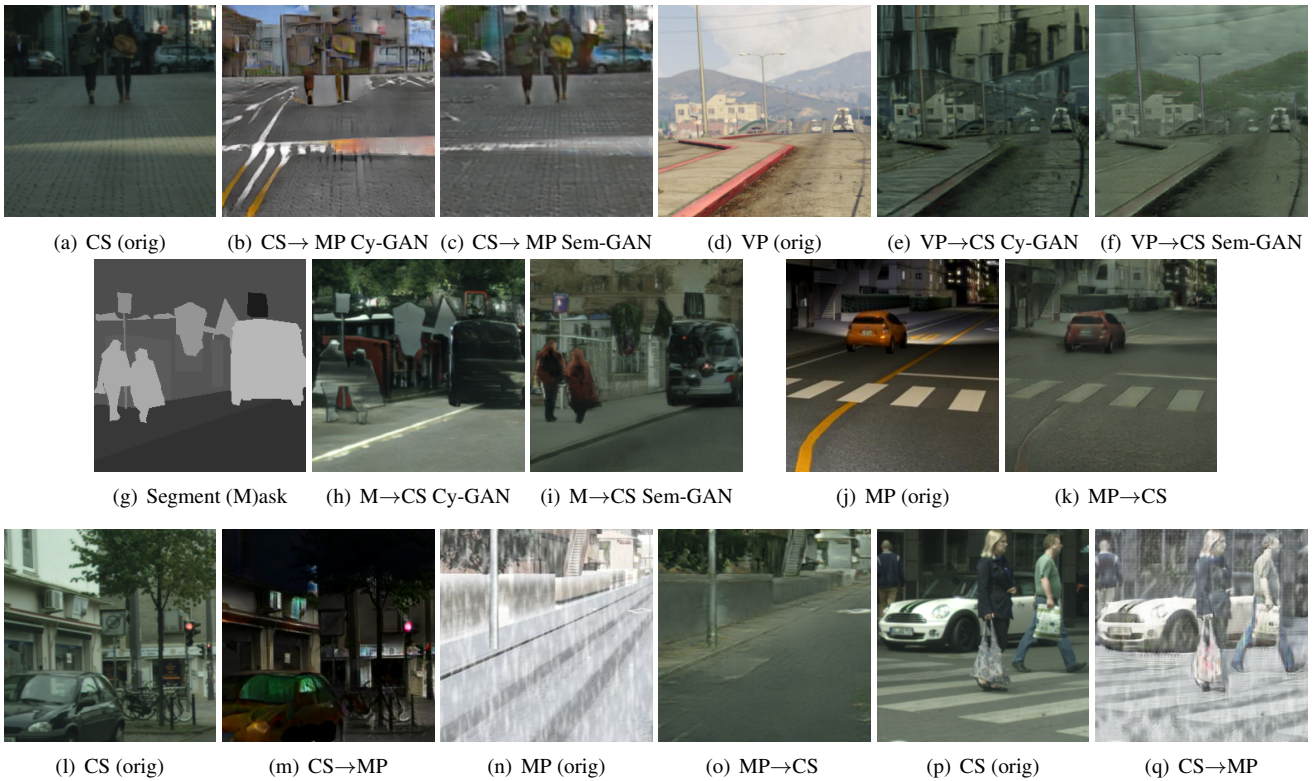 (a) CS (orig)
(b) CS→ MP Cy-GAN
(c) CS→ MP Sem-GAN
(d) VP (orig)
(e) VP→CS Cy-GAN
(f) VP→CS Sem-GAN
(g) Segment (M)ask
(h) M→CS Cy-GAN
(i) M→CS Sem-GAN
(j) MP (orig)
(k) MP→CS
(l) CS (orig)
(m) CS→MP
(n) MP (orig)
(o) MP→CS
(p) CS (orig)
(q) CS→MP